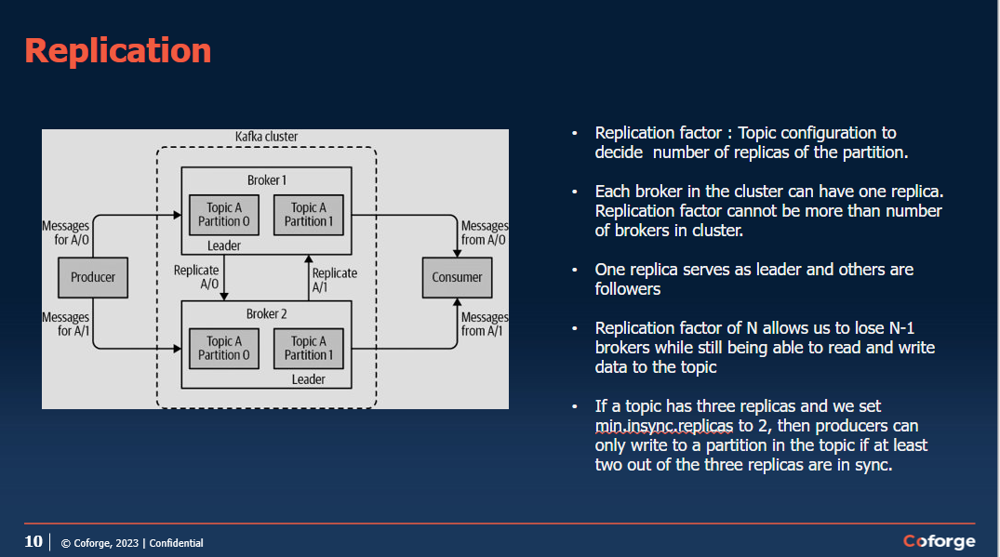 Replication
Kafka cluster
Broker 1
Topic A
Partition 0
Topic A
Partition 1
Leader
Messages
for A/0
Messages
from A/0
Producer
Replicate
A/0
Replicate
A/1
Consumer
Messages
for A/1
Messages
from A/1
Broker 2
Topic A
Partition 0
Topic A
Partition 1
Leader
• Replication factor : Topic configuration to
decide number of replicas of the partition.
• Each broker in the cluster can have one replica.
Replication factor cannot be more than number
of brokers in cluster.
• One replica serves as leader and others are
followers
• Replication factor of N allows us to lose N-1
brokers while still being able to read and write
data to the topic
• If a topic has three replicas and we set
min.insync.replicas to 2, then producers can
only write to a partition in the topic if at least
two out of the three replicas are in sync.
10 © Coforge, 2023 | Confidential
Coforge